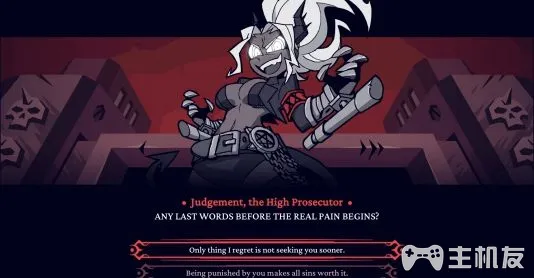 • Judgement, the High Prosecutor •
ANY LAST WORDS BEFORE THE REAL PAIN BEGINS?
Only thing I regret is not seeking you sooner.
Being punished by you makes all sins worth it.
主机友